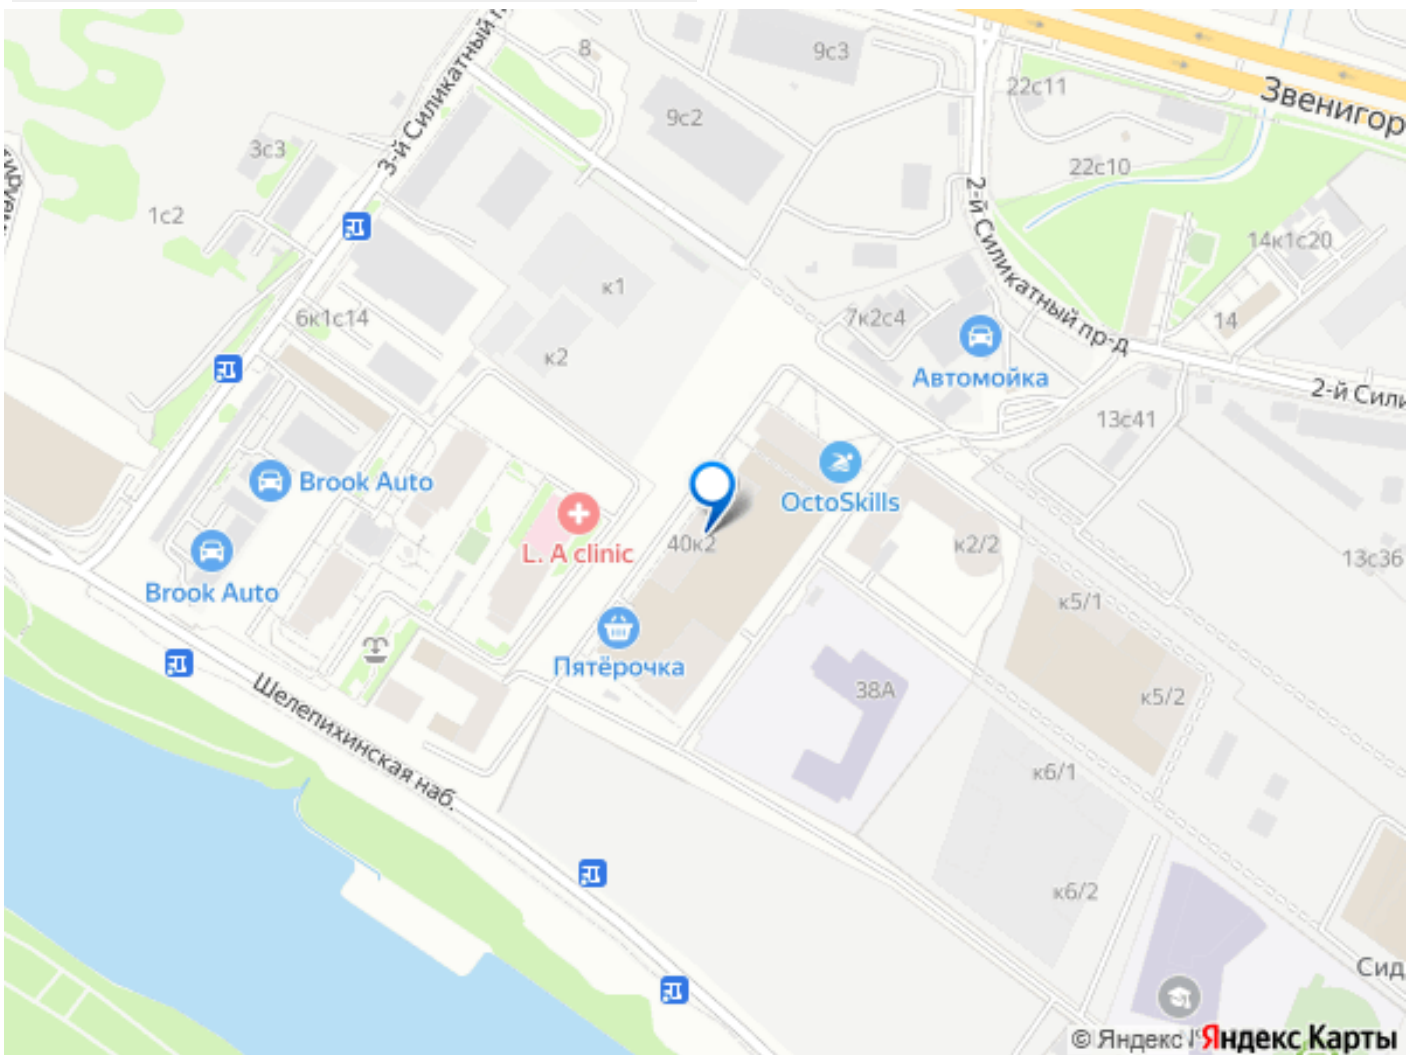 8
9с3
22с11
Звенигор
9с2
3-й Силикатный п
3с3
22с10
1с2
2-й Силикатный пр-д
14к1с20
к1
6к1с14
7к2с4
14
к2
Автомойка
2-й Сили
13с41
Brook Auto
OctoSkills
40к2
L. A clinic
к2/2
13с36
Brook Auto
к5/1
Пятёрочка
38А
к5/2
Шелепихинская наб.
к6/1
к6/2
Сид
© Яндекс
Яндекс Карты